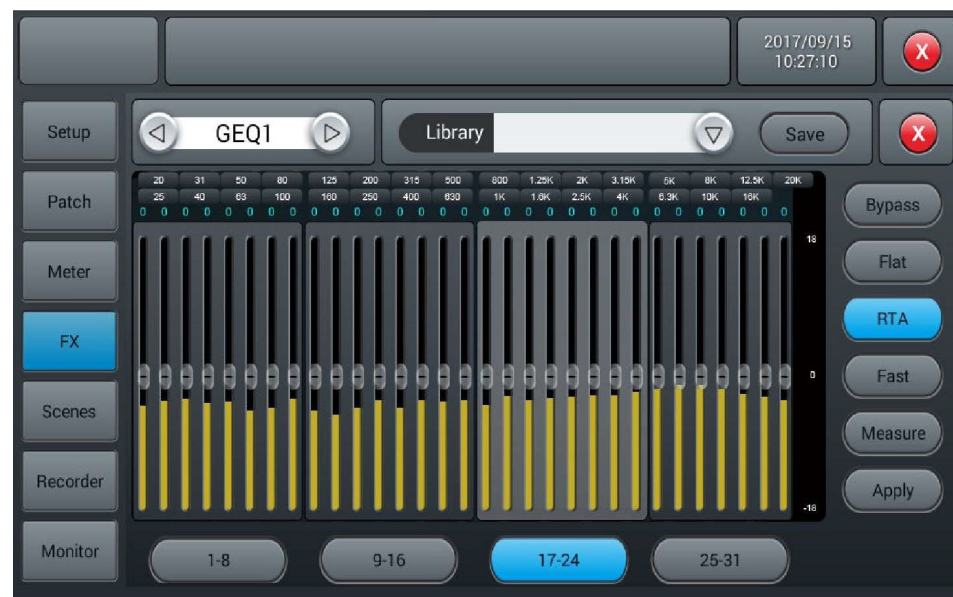 2017/09/15
10:27:10
X
Setup
GEQ1
Library
Save
X
20 31 50 80 125 200 315 500 800 1.25K 2K 3.15K 5K 8K 12.5K 20K
25 40 63 100 160 250 400 630 1K 1.6K 2.5K 4K 6.3K 10K 16K
0 0 0 0 0 0 0 0 0 0 0 0 0 0 0 0 0 0 0 0 0 0 0 0 0 0 0 0 0 0 0
Patch
Bypass
18
Meter
Flat
FX
RTA
0
Fast
Scenes
Measure
Recorder
Apply
-18
Monitor
1-8
9-16
17-24
25-31